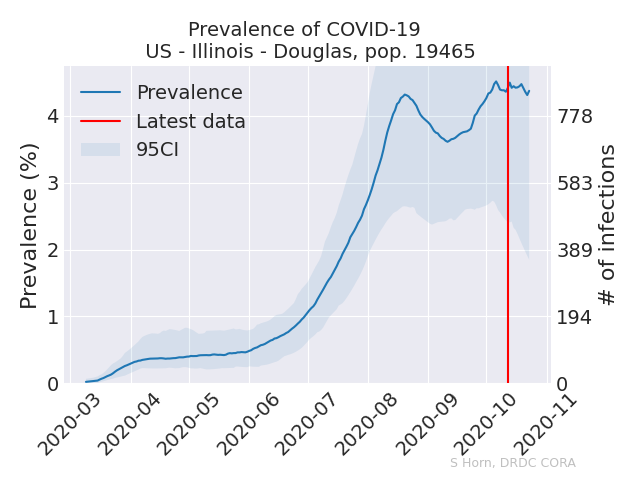 Prevalence of COVID-19
US - Illinois - Douglas, pop. 19465
Prevalence
Latest data
95CI
Prevalence (%)
4
3
2
1
0
778
583
389
194
0
# of infections
2020-03
2020-04
2020-05
2020-06
2020-07
2020-08
2020-09
2020-10
2020-11
S Horn, DRDC CORA